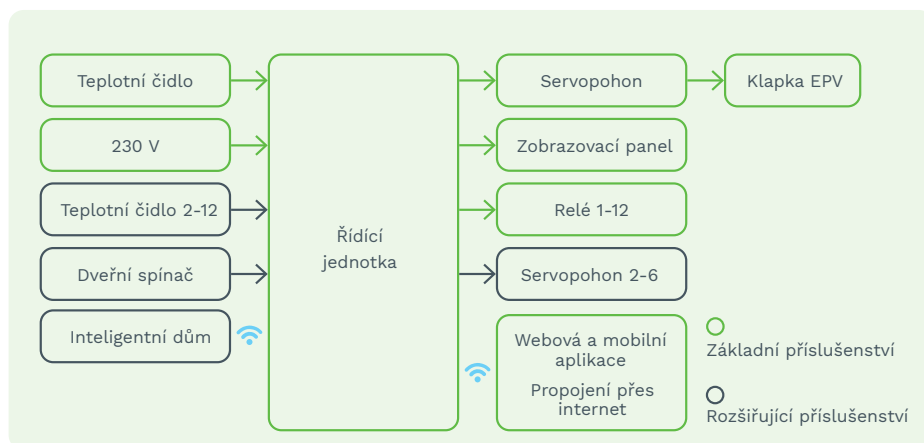 Teplotní čidlo
230 V
Teplotní čidlo 2-12
Dveřní spínač
Inteligentní dům
Řídící
jednotka
Servopohon
Klapka EPV
Zobrazovací panel
Relé 1-12
Servopohon 2-6
Webová a mobilní
aplikace
Propojení přes
internet
Základní příslušenství
Rozšiřující příslušenství